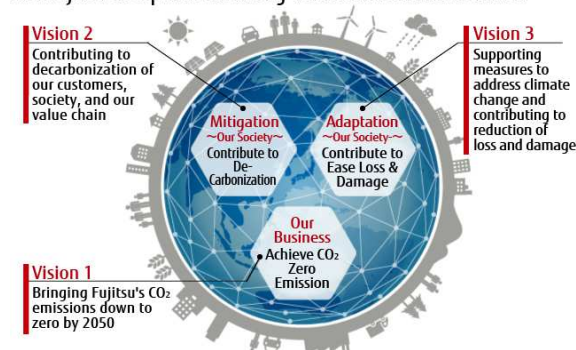 Vision 2
Contributing to
decarbonization of
our customers,
society, and our
value chain
Vision 3
Supporting
measures to
address climate
change and
contributing to
reduction of
loss and damage
Mitigation
~Our Society~
Contribute to
De-
Carbonization
Adaptation
~Our Society~
Contribute to
Ease Loss &
Damage
Our
Business
Achieve CO₂
Zero
Emission
Vision 1
Bringing Fujitsu's CO₂
emissions down to
zero by 2050